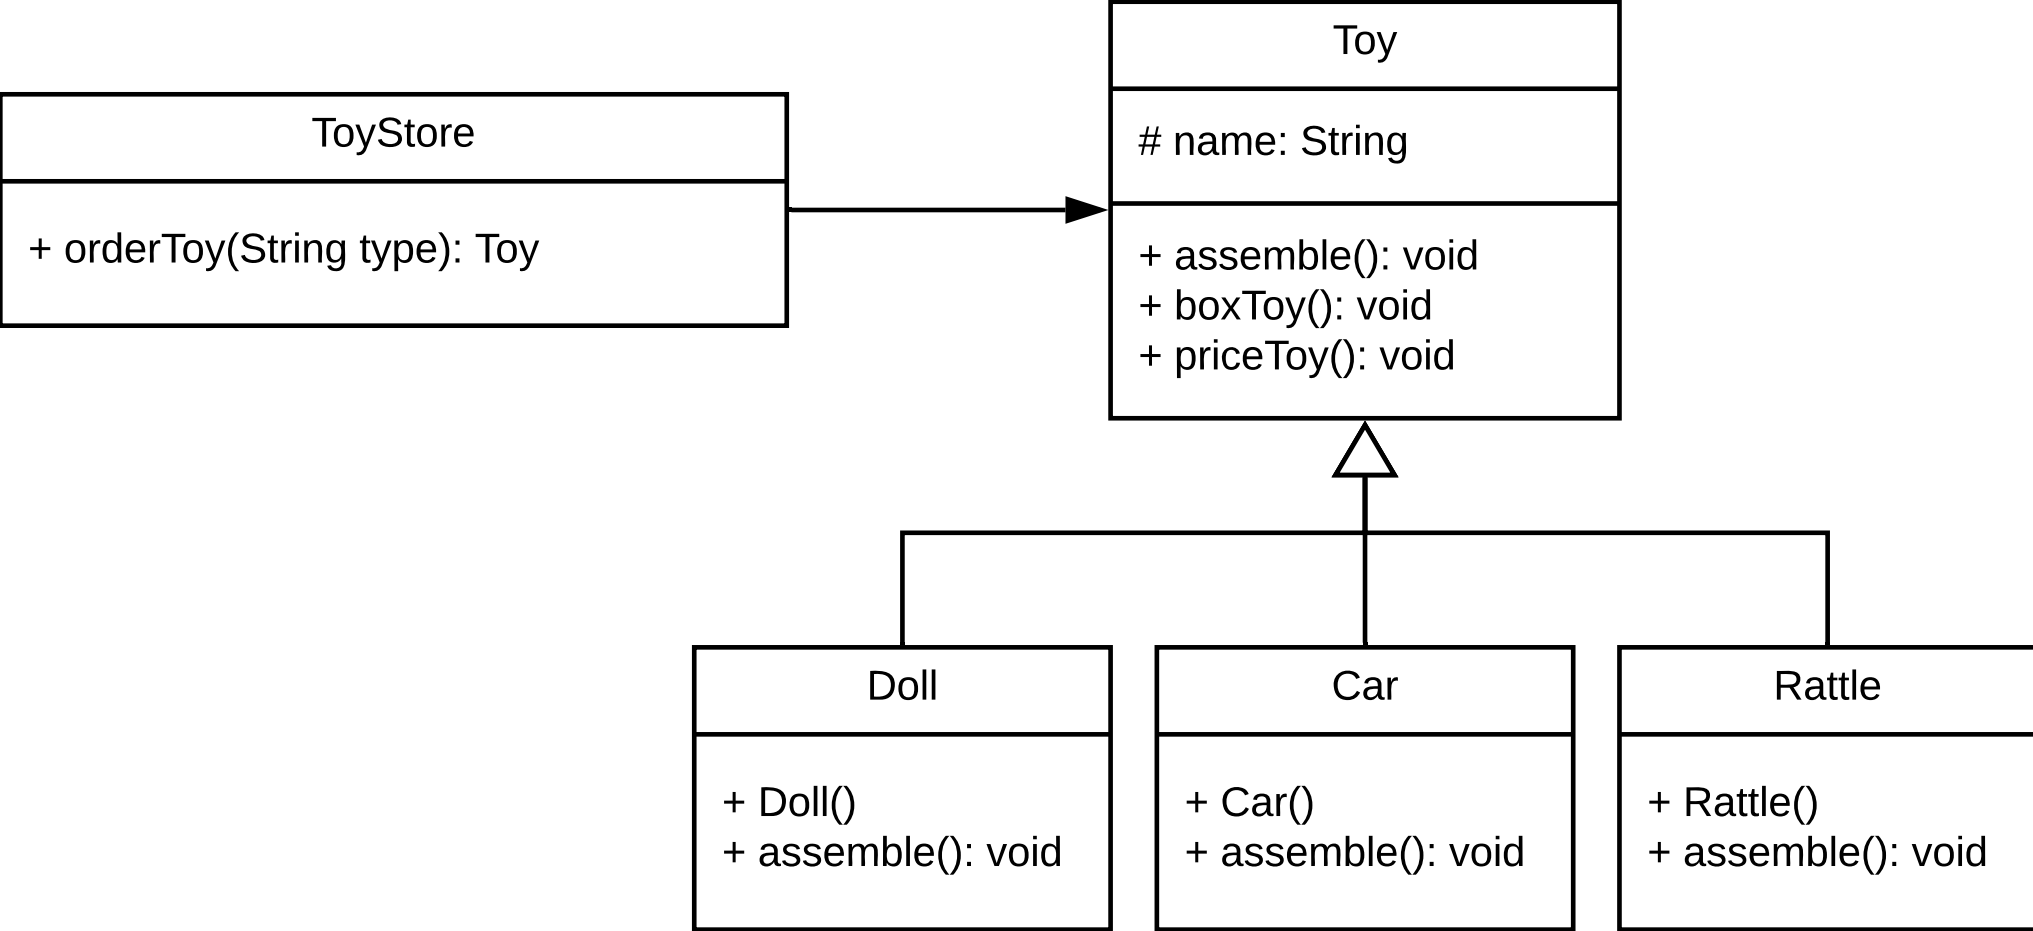 ToyStore
+ orderToy(String type): Toy
Toy
# name: String
+ assemble(): void
+ boxToy(): void
+ priceToy(): void
Doll
+ Doll()
+ assemble(): void
Car
+ Car()
+ assemble(): void
Rattle
+ Rattle()
+ assemble(): void